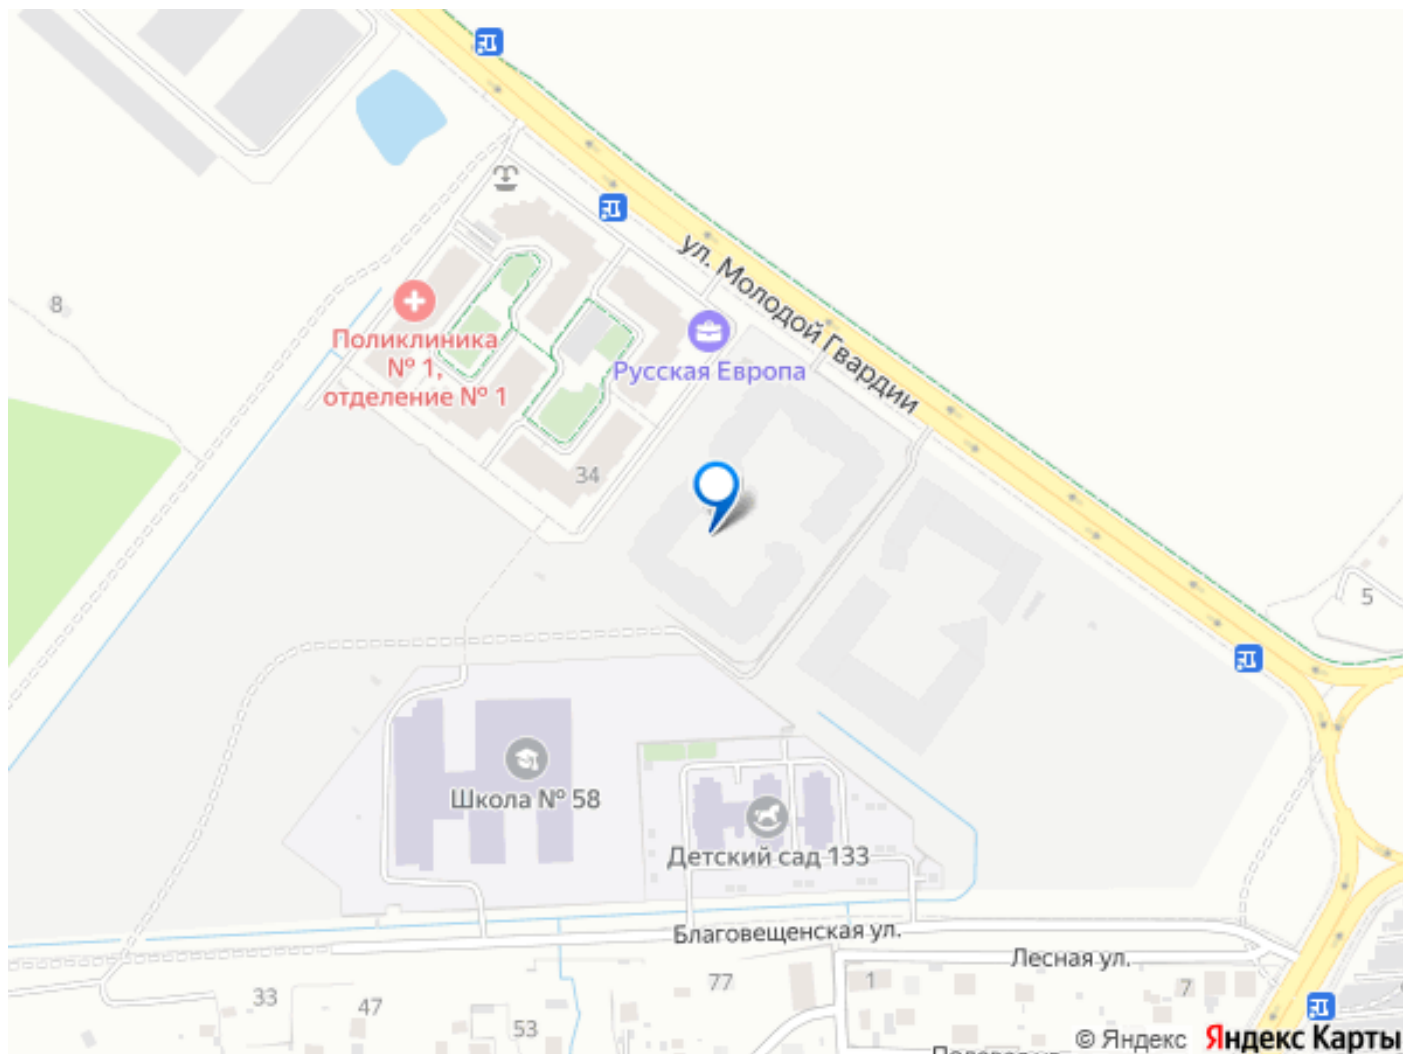 ул. Молодой Гвардии
8
Поликлиника
№ 1,
отделение № 1
Русская Европа
34
5
Школа № 58
Детский сад 133
Благовещенская ул.
Лесная ул.
33
47
53
77
1
7
© Яндекс
Яндекс Карты